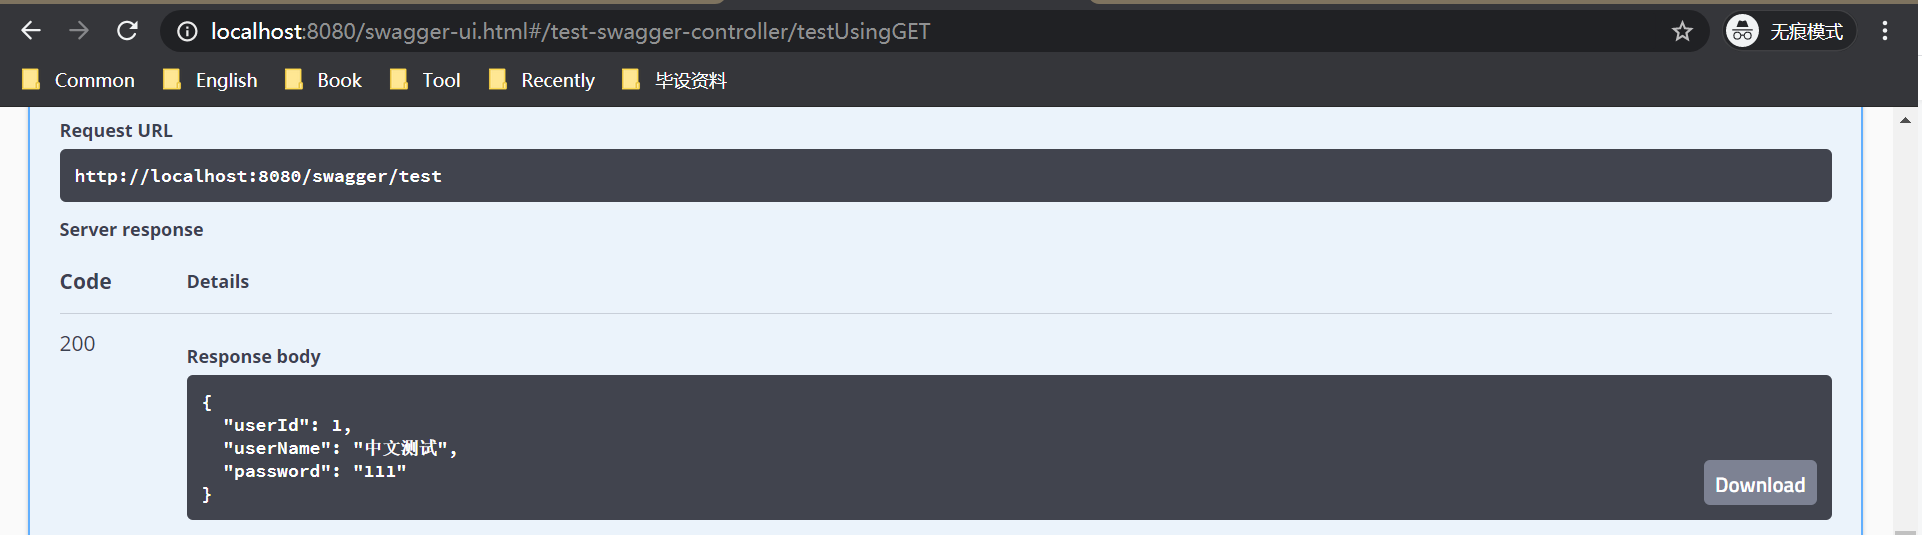 localhost:8080/swagger-ui.html#/test-swagger-controller/testUsingGET
无痕模式
Common English Book Tool Recently 毕设资料
Request URL
http://localhost:8080/swagger/test
Server response
Code Details
200
Response body
{
"userId": 1,
"userName": "中文测试",
"password": "111"
}
Download